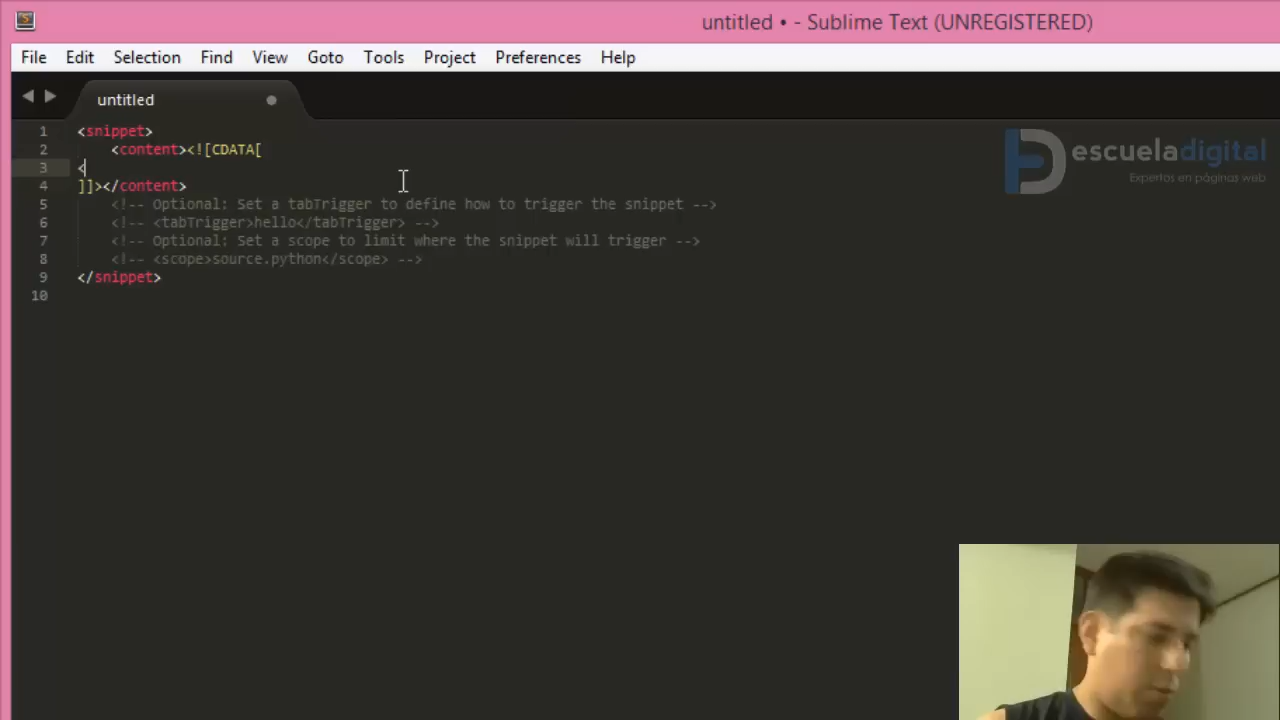 untitled • - Sublime Text (UNREGISTERED)
File Edit Selection Find View Goto Tools Project Preferences Help
untitled
1 <snippet>
2 <content><![CDATA[
3 <
4 ]]></content>
5 <!-- Optional: Set a tabTrigger to define how to trigger the snippet -->
6 <!-- <tabTrigger>hello</tabTrigger> -->
7 <!-- Optional: Set a scope to limit where the snippet will trigger -->
8 <!-- <scope>source.python</scope> -->
9 </snippet>
10
escueladigital
Expertos en páginas web